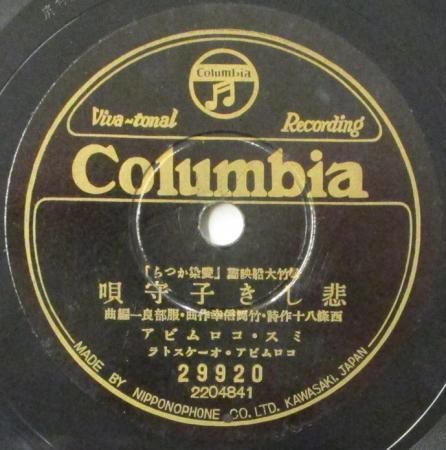 Columbia
Viva-tonal Recording
Columbia
松竹大船映畫「愛染かつら」
悲しき子守唄
西條八十作詩・竹岡信幸作曲・服部良一編曲
ミス・コロムビア
コロムビア・オーケストラ
29920
2204841
MADE BY NIPPONOPHONE CO. LTD. KAWASAKI, JAPAN